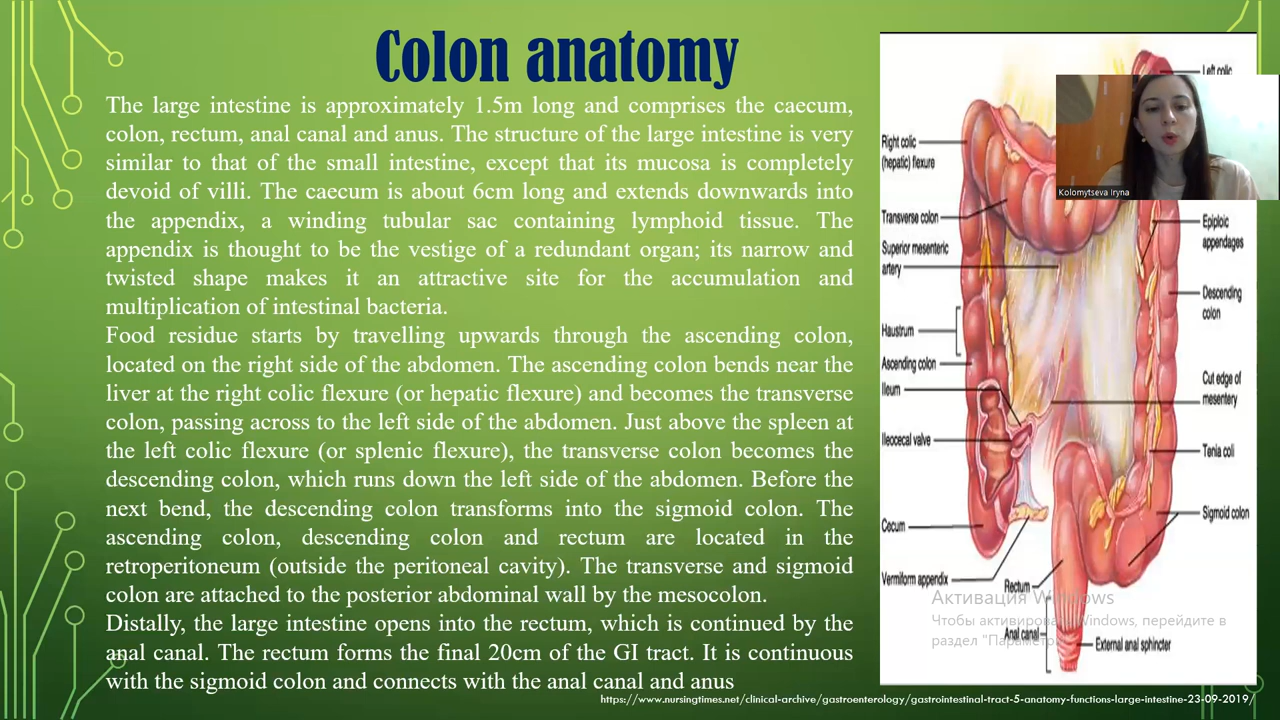 Colon anatomy
The large intestine is approximately 1.5m long and comprises the caecum,
colon, rectum, anal canal and anus. The structure of the large intestine is very
similar to that of the small intestine, except that its mucosa is completely
devoid of villi. The caecum is about 6cm long and extends downwards into
the appendix, a winding tubular sac containing lymphoid tissue. The
appendix is thought to be the vestige of a redundant organ; its narrow and
twisted shape makes it an attractive site for the accumulation and
multiplication of intestinal bacteria.
Food residue starts by travelling upwards through the ascending colon,
located on the right side of the abdomen. The ascending colon bends near the
liver at the right colic flexure (or hepatic flexure) and becomes the transverse
colon, passing across to the left side of the abdomen. Just above the spleen at
the left colic flexure (or splenic flexure), the transverse colon becomes the
descending colon, which runs down the left side of the abdomen. Before the
next bend, the descending colon transforms into the sigmoid colon. The
ascending colon, descending colon and rectum are located in the
retroperitoneum (outside the peritoneal cavity). The transverse and sigmoid
colon are attached to the posterior abdominal wall by the mesocolon.
Distally, the large intestine opens into the rectum, which is continued by the
anal canal. The rectum forms the final 20cm of the GI tract. It is continuous
with the sigmoid colon and connects with the anal canal and anus
Right colic
(hepatic) flexure
Transverse colon
Superior mesenteric
artery
Haustrum
Ascending colon
Ileum
Ileocecal valve
Cecum
Vermiform appendix
Rectum
Anal canal
Left colic
Kolomytseva Iryna
Epiploic
appendages
Descending
colon
Cut edge of
mesentery
Tenia coli
Sigmoid colon
External anal sphincter
Активация Windows
Чтобы активировать Windows, перейдите в
раздел "Параметры
https://www.nursingtimes.net/clinical-archive/gastroenterology/gastrointestinal-tract-5-anatomy-functions-large-intestine-23-09-2019/